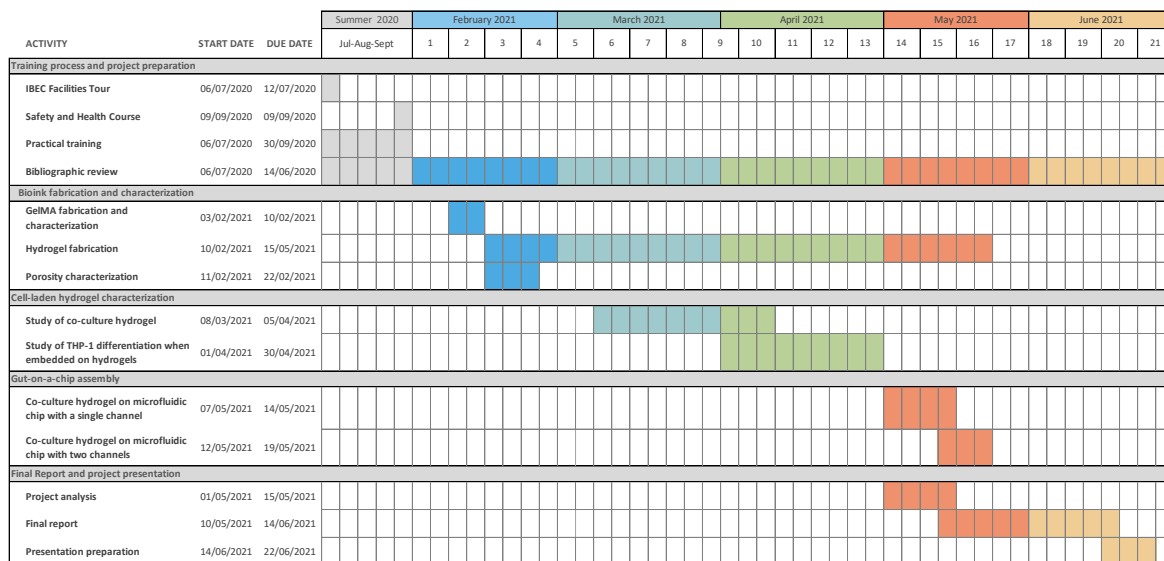 Summer 2020 February 2021 March 2021 April 2021 May 2021 June 2021
ACTIVITY START DATE DUE DATE Jul-Aug-Sept 1 2 3 4 5 6 7 8 9 10 11 12 13 14 15 16 17 18 19 20 21
Training process and project preparation
IBEC Facilities Tour 06/07/2020 12/07/2020
Safety and Health Course 09/09/2020 09/09/2020
Practical training 06/07/2020 30/09/2020
Bibliographic review 06/07/2020 14/06/2020
Bioink fabrication and characterization
GelMA fabrication and
characterization 03/02/2021 10/02/2021
Hydrogel fabrication 10/02/2021 15/05/2021
Porosity characterization 11/02/2021 22/02/2021
Cell-laden hydrogel characterization
Study of co-culture hydrogel 08/03/2021 05/04/2021
Study of THP-1 differentiation when
embedded on hydrogels 01/04/2021 30/04/2021
Gut-on-a-chip assembly
Co-culture hydrogel on microfluidic
chip with a single channel 07/05/2021 14/05/2021
Co-culture hydrogel on microfluidic
chip with two channels 12/05/2021 19/05/2021
Final Report and project presentation
Project analysis 01/05/2021 15/05/2021
Final report 10/05/2021 14/06/2021
Presentation preparation 14/06/2021 22/06/2021